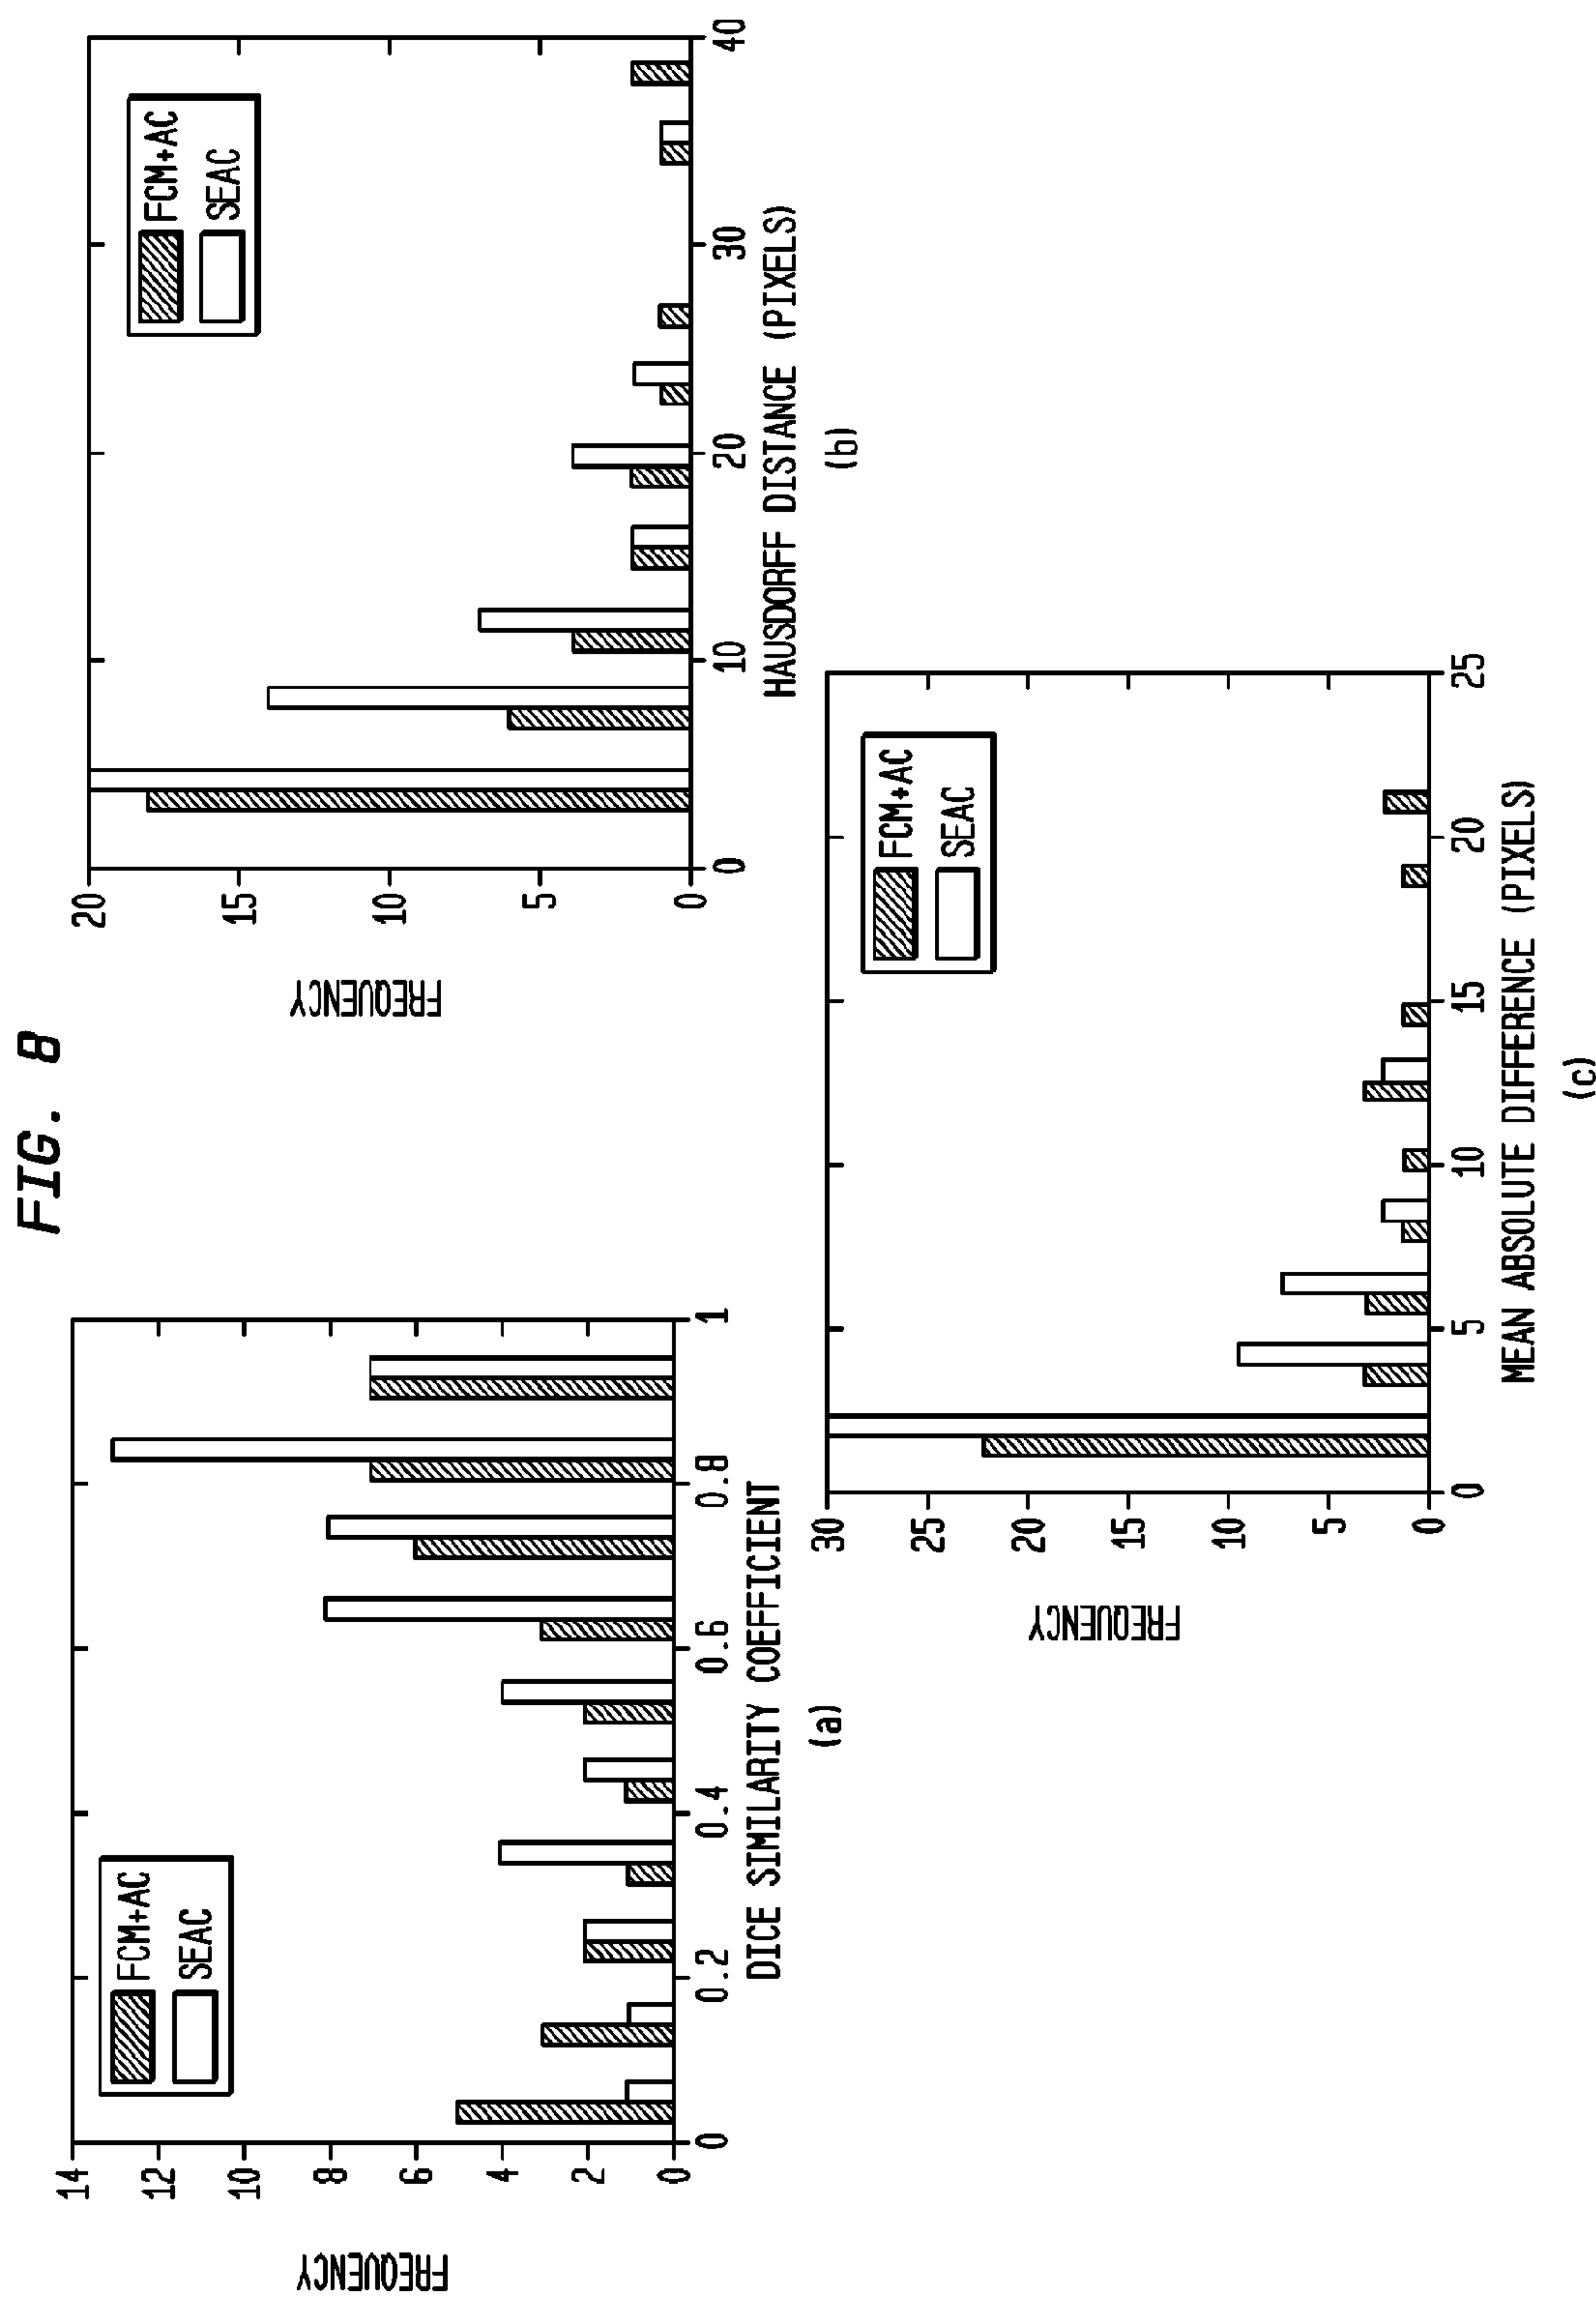 FIG. 8
FREQUENCY
14
12
10
8
6
4
2
0
FCM+AC
SEAC
0
0.2
0.4
0.6
0.8
1
DICE SIMILARITY COEFFICIENT
(a)
FREQUENCY
20
15
10
5
0
FCM+AC
SEAC
0
10
20
30
40
HAUSDORFF DISTANCE (PIXELS)
(b)
FREQUENCY
30
25
20
15
10
5
0
FCM+AC
SEAC
0
5
10
15
20
25
MEAN ABSOLUTE DIFFERENCE (PIXELS)
(c)